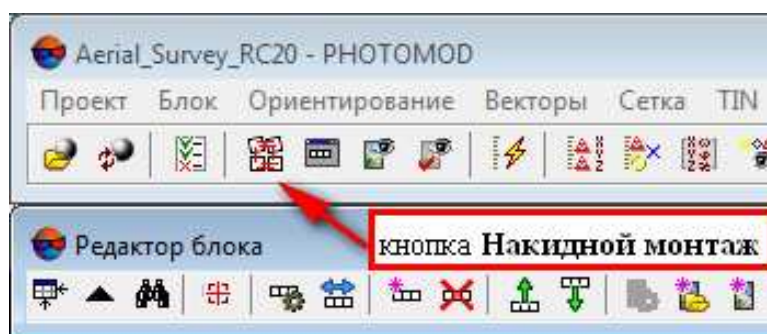 Aerial_Survey_RC20 - PHOTOMOD
Проект Блок Ориентирование Векторы Сетка TIN
Редактор блока
кнопка Накидной монтаж